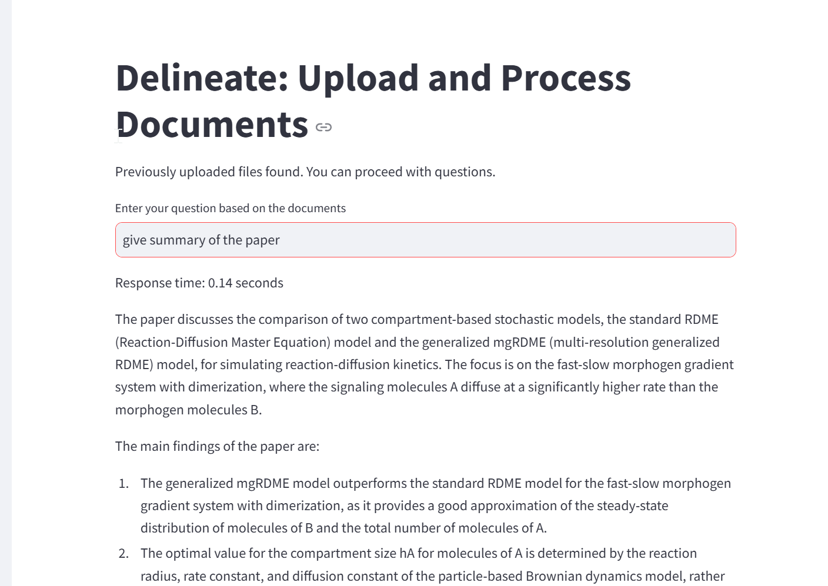 Delineate: Upload and Process
Documents
Previously uploaded files found. You can proceed with questions.
Enter your question based on the documents
give summary of the paper
Response time: 0.14 seconds
The paper discusses the comparison of two compartment-based stochastic models, the standard RDME
(Reaction-Diffusion Master Equation) model and the generalized mgRDME (multi-resolution generalized
RDME) model, for simulating reaction-diffusion kinetics. The focus is on the fast-slow morphogen gradient
system with dimerization, where the signaling molecules A diffuse at a significantly higher rate than the
morphogen molecules B.
The main findings of the paper are:
1. The generalized mgRDME model outperforms the standard RDME model for the fast-slow morphogen
gradient system with dimerization, as it provides a good approximation of the steady-state
distribution of molecules of B and the total number of molecules of A.
2. The optimal value for the compartment size hA for molecules of A is determined by the reaction
radius, rate constant, and diffusion constant of the particle-based Brownian dynamics model, rather